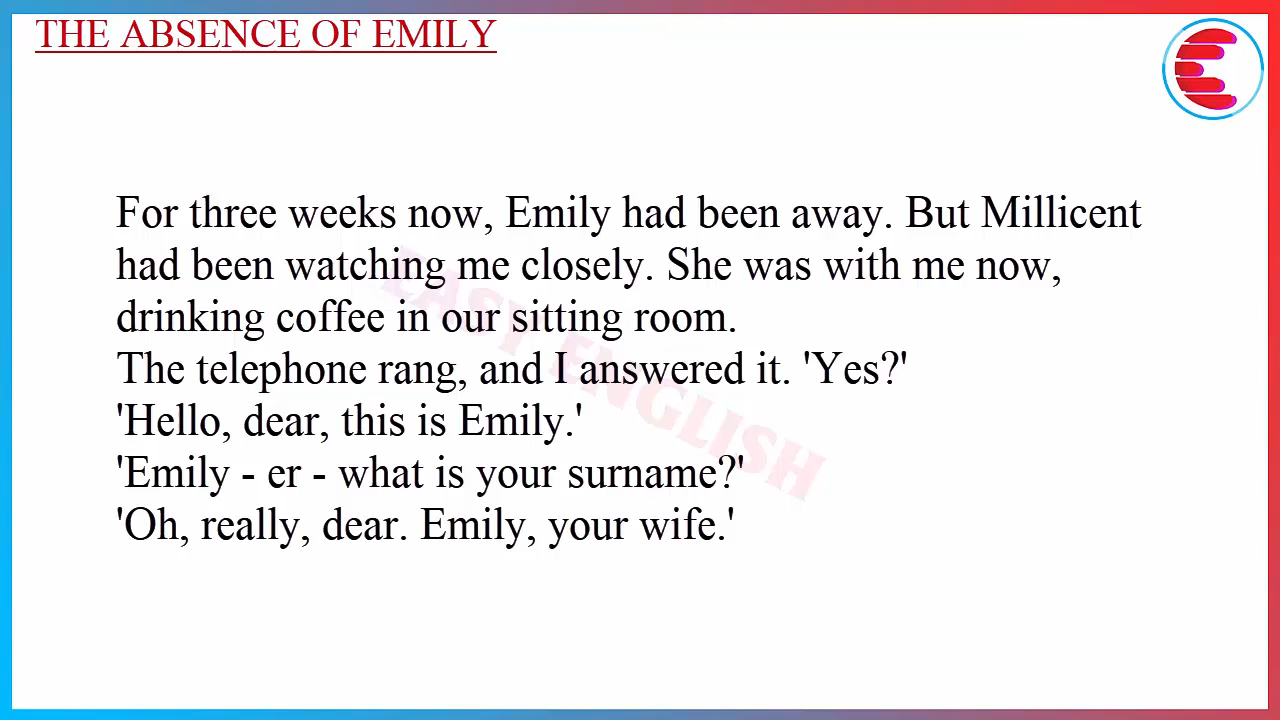 THE ABSENCE OF EMILY
For three weeks now, Emily had been away. But Millicent
had been watching me closely. She was with me now,
drinking coffee in our sitting room.
The telephone rang, and I answered it. 'Yes?'
'Hello, dear, this is Emily.'
'Emily - er - what is your surname?'
'Oh, really, dear. Emily, your wife.'
EASY ENGLISH